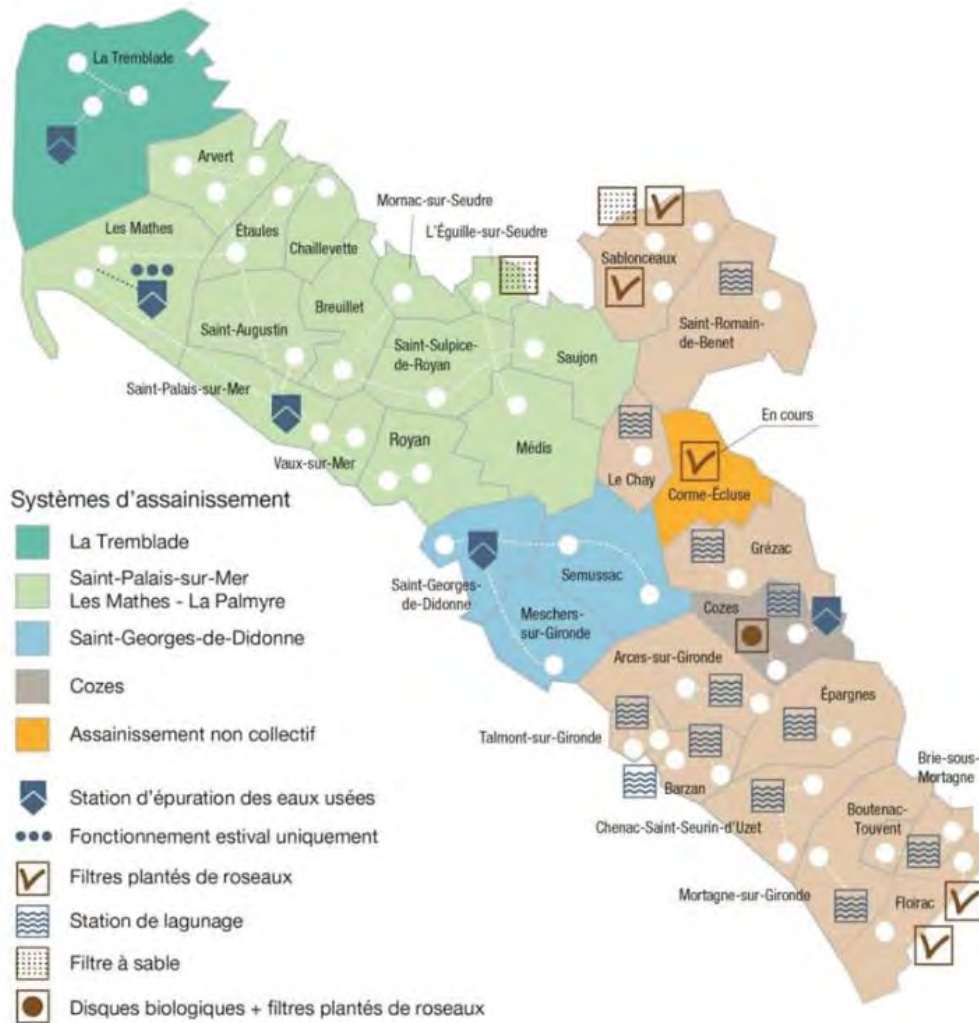 La Tremblade
Arvert
Mornac-sur-Seudre
L'Éguille-sur-Seudre
Les Mathes
Étaules
Chaillevette
Sablonceaux
Breuillet
Saint-Romain-
de-Benet
Saint-Augustin
Saint-Sulpice-
de-Royan
Saujon
Saint-Palais-sur-Mer
En cours
Royan
Médis
Vaux-sur-Mer
Le Chay
Corme-Écluse
Systèmes d'assainissement
La Tremblade
Saint-Palais-sur-Mer
Les Mathes - La Palmyre
Saint-Georges-de-Didonne
Cozes
Assainissement non collectif
Station d'épuration des eaux usées
Fonctionnement estival uniquement
Filtres plantés de roseaux
Station de lagunage
Filtre à sable
Disques biologiques + filtres plantés de roseaux
Grézac
Saint-Georges-
de-Didonne
Semussac
Cozes
Meschers-
sur-Gironde
Arces-sur-Gironde
Épargnes
Talmont-sur-Gironde
Barzan
Brie-sous-
Mortagne
Chenac-Saint-Seurin-d'Uzet
Boutenac-
Touvent
Mortagne-sur-Gironde
Floirac